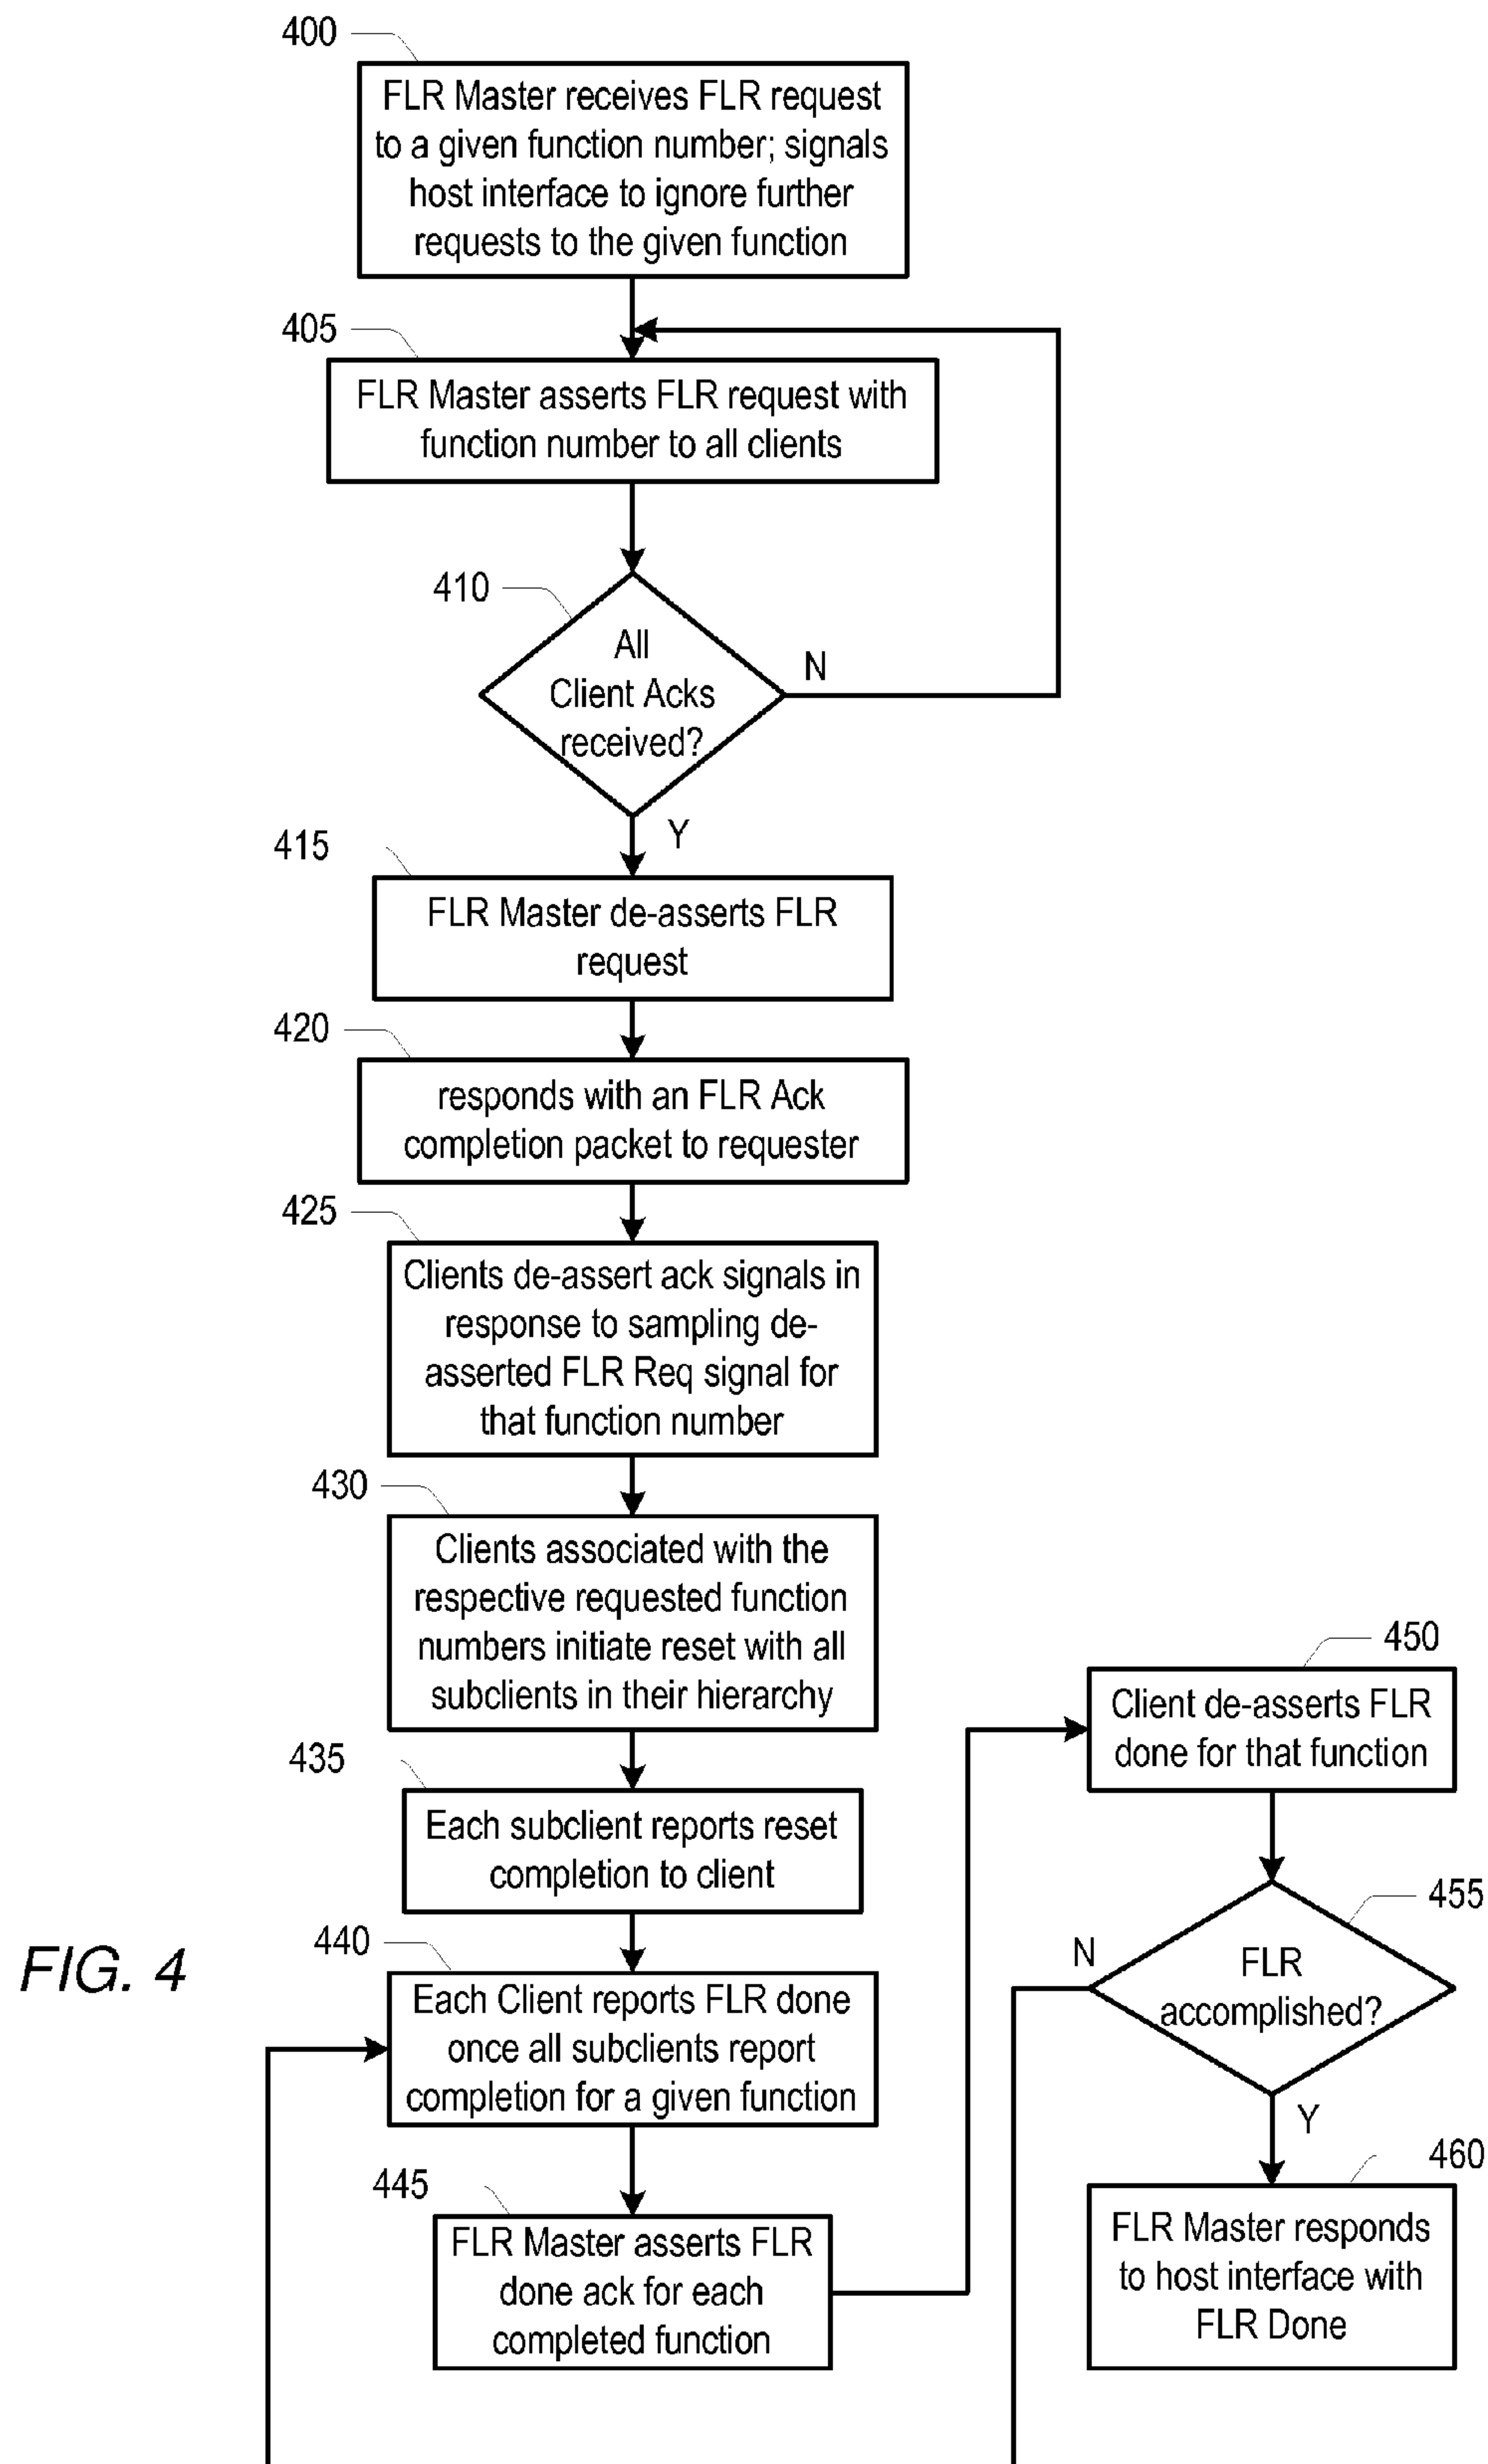 400
FLR Master receives FLR request
to a given function number; signals
host interface to ignore further
requests to the given function
405
FLR Master asserts FLR request with
function number to all clients
410
All
Client Acks
received?
N
Y
415
FLR Master de-asserts FLR
request
420
responds with an FLR Ack
completion packet to requester
425
Clients de-assert ack signals in
response to sampling de-
asserted FLR Req signal for
that function number
430
Clients associated with the
respective requested function
numbers initiate reset with all
subclients in their hierarchy
435
Each subclient reports reset
completion to client
440
Each Client reports FLR done
once all subclients report
completion for a given function
445
FLR Master asserts FLR
done ack for each
completed function
450
Client de-asserts FLR
done for that function
455
FLR
accomplished?
N
Y
460
FLR Master responds
to host interface with
FLR Done
FIG. 4